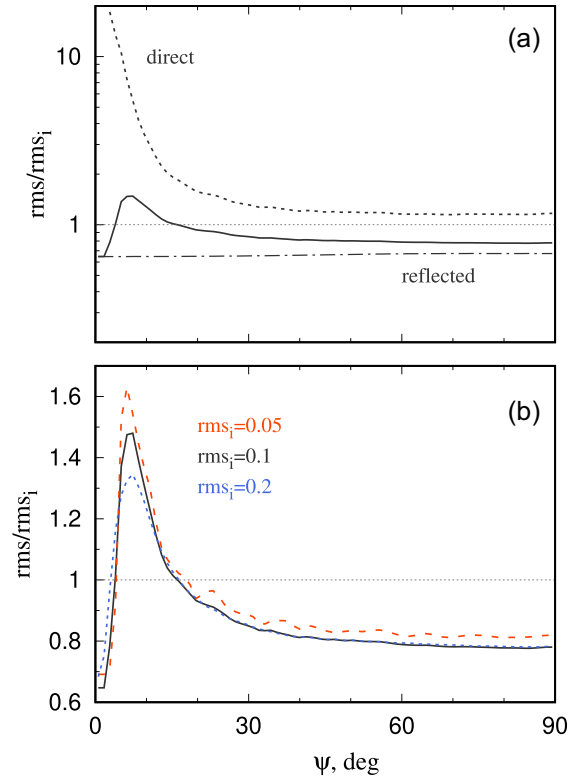 (a)
10
direct
rms/rms_i
1
reflected
(b)
1.6
rms_i=0.05
rms_i=0.1
1.4
rms_i=0.2
rms/rms_i
1.2
1
0.8
0.6
0
30
60
90
ψ, deg